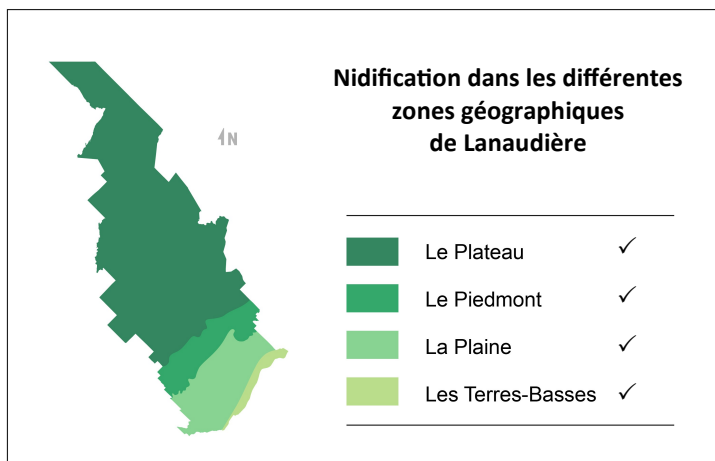 Nidification dans les différentes
zones géographiques
de Lanaudière
N
Le Plateau ✓
Le Piedmont ✓
La Plaine ✓
Les Terres-Basses ✓